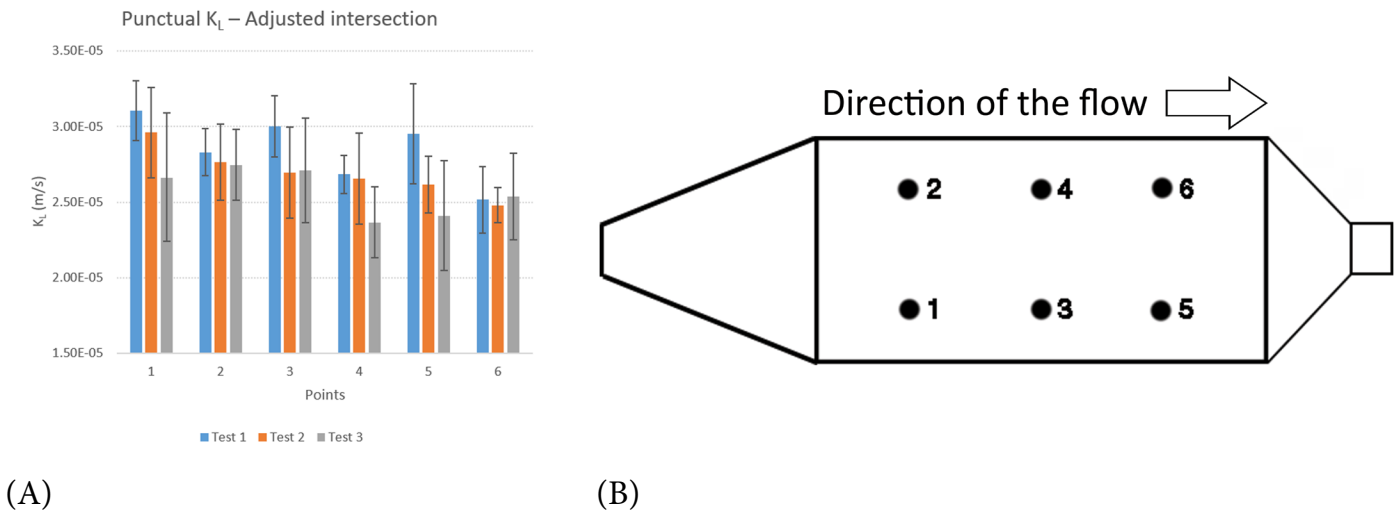 Punctual KL – Adjusted intersection
3.50E-05
3.00E-05
2.50E-05
2.00E-05
1.50E-05
KL (m/s)
1 2 3 4 5 6
Points
Test 1 Test 2 Test 3
(A)
Direction of the flow
2 4 6
1 3 5
(B)